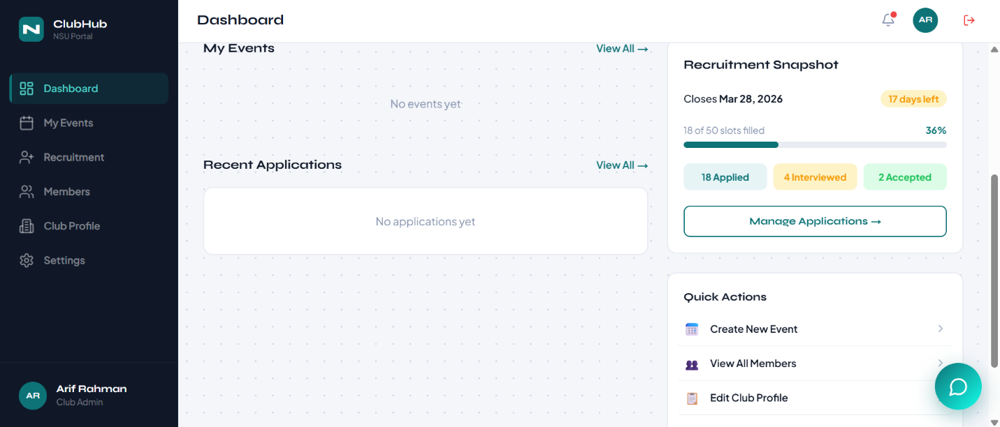 ClubHub
NSU Portal
Dashboard
My Events
Recruitment
Members
Club Profile
Settings
AR
Arif Rahman
Club Admin
Dashboard
AR
My Events
View All →
No events yet
Recent Applications
View All →
No applications yet
Recruitment Snapshot
Closes Mar 28, 2026
17 days left
18 of 50 slots filled
36%
18 Applied
4 Interviewed
2 Accepted
Manage Applications →
Quick Actions
Create New Event
View All Members
Edit Club Profile